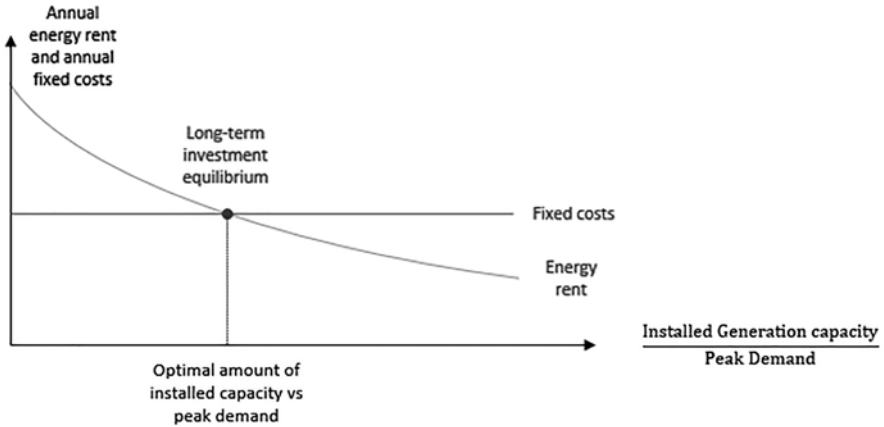 Annual
energy rent
and annual
fixed costs
Long-term
investment
equilibrium
Fixed costs
Energy
rent
Installed Generation capacity
Peak Demand
Optimal amount of
installed capacity vs
peak demand